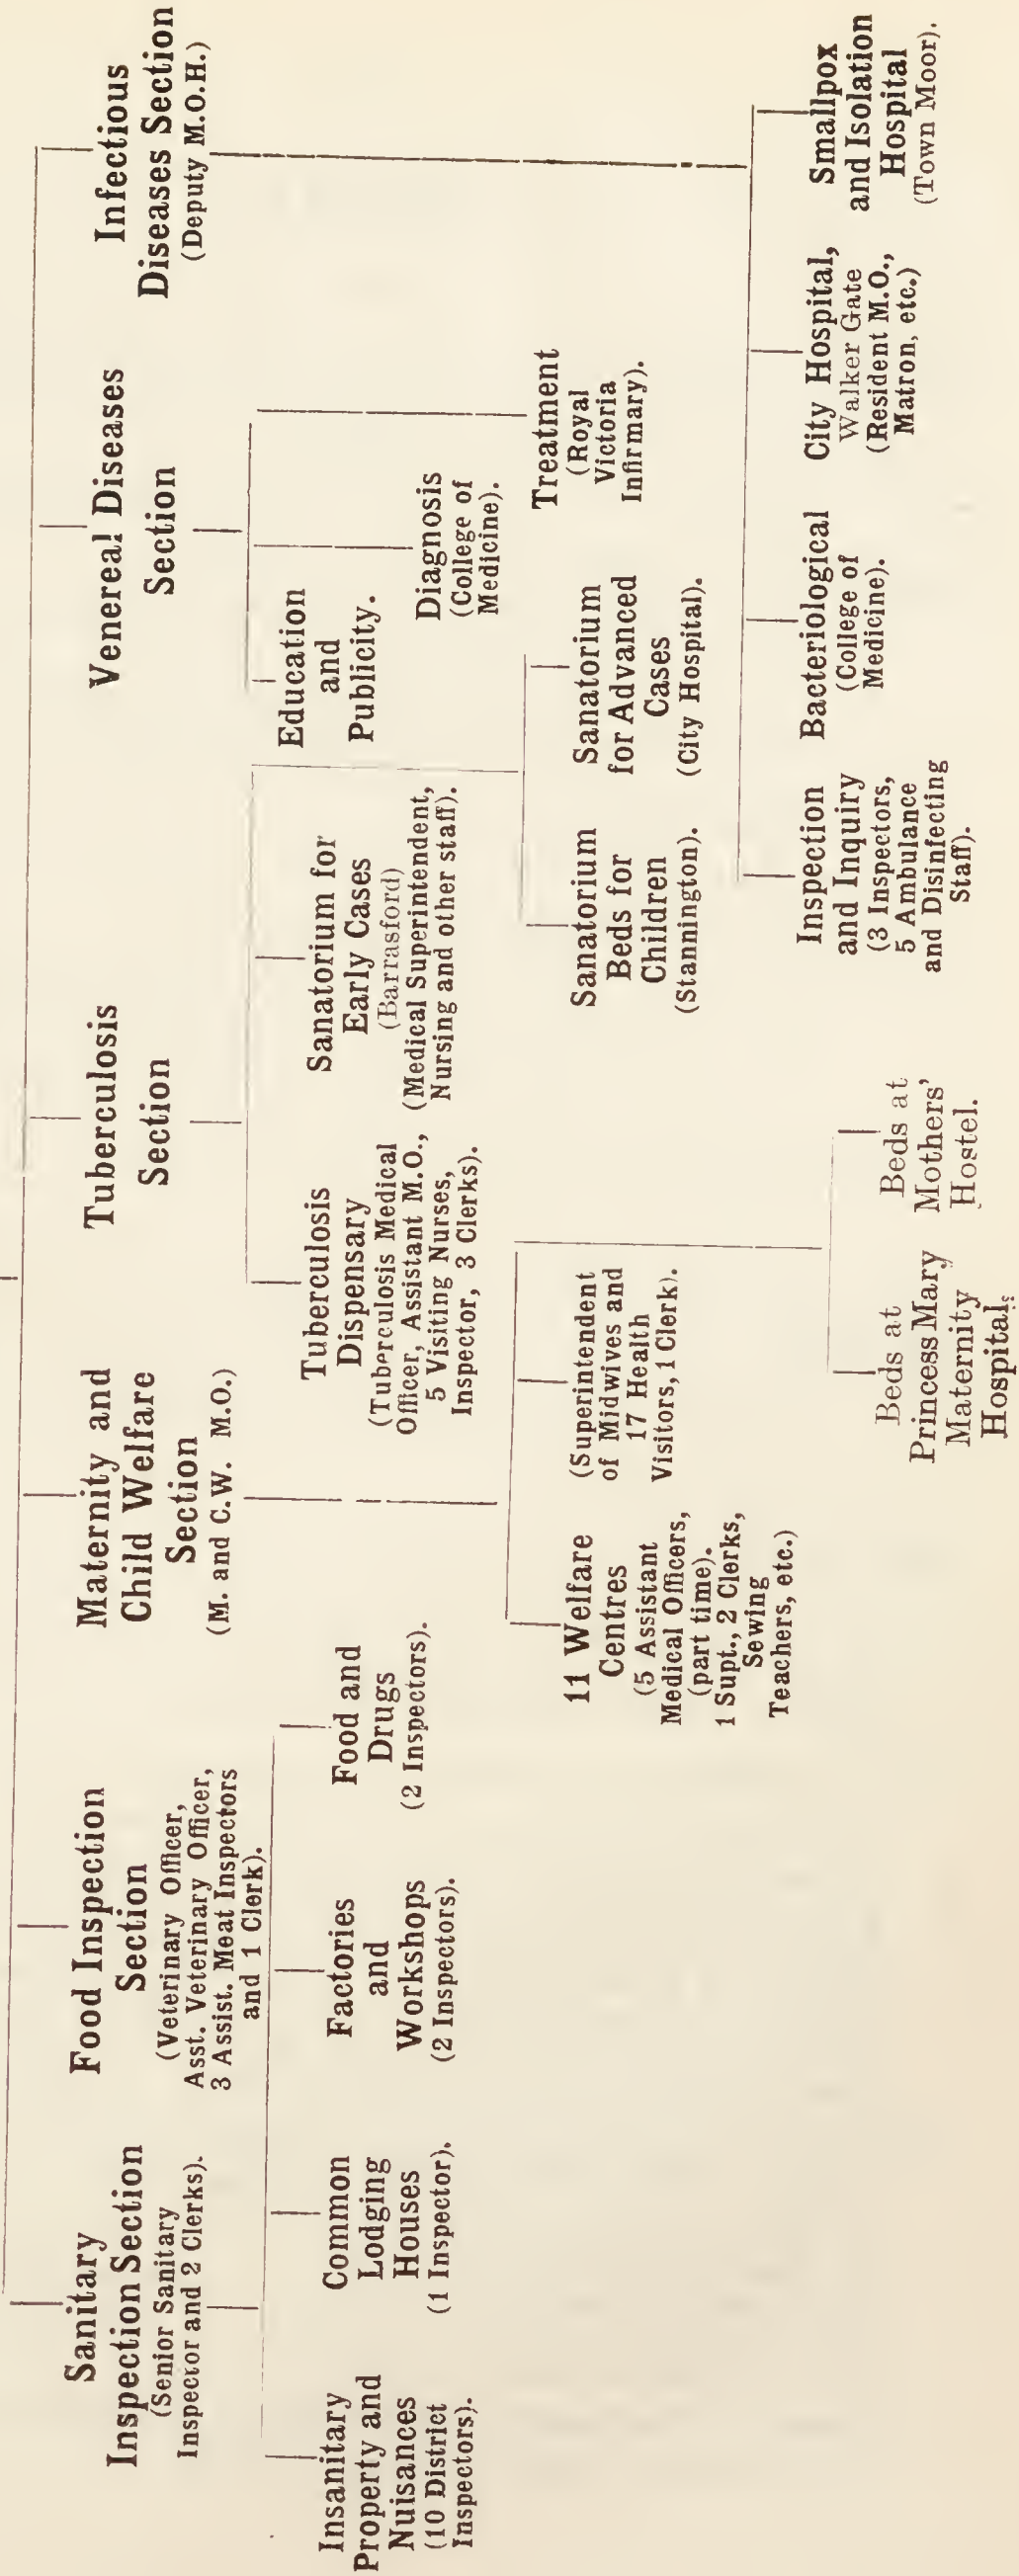 Sanitary
Inspection Section
(Senior Sanitary
Inspector and 2 Clerks).
Food Inspection
Section
(Veterinary Officer,
Asst. Veterinary Officer,
3 Assist. Meat Inspectors
and 1 Clerk).
Maternity and
Child Welfare
Section
(M. and C.W. M.O.)
Tuberculosis
Section
Venereal Diseases
Section
Infectious
Diseases Section
(Deputy M.O.H.)
Insanitary
Property and
Nuisances
(10 District
Inspectors).
Common
Lodging
Houses
(1 Inspector).
Factories
and
Workshops
(2 Inspectors).
Food and
Drugs
(2 Inspectors).
11 Welfare
Centres
(5 Assistant
Medical Officers,
(part time).
1 Supt., 2 Clerks,
Sewing
Teachers, etc.)
(Superintendent
of Midwives and
17 Health
Visitors, 1 Clerk).
Beds at
Princess Mary
Maternity
Hospital.
Beds at
Mothers'
Hostel.
Tuberculosis
Dispensary
(Tuberculosis Medical
Officer, Assistant M.O.,
5 Visiting Nurses,
Inspector, 3 Clerks).
Sanatorium for
Early Cases
(Barrasford)
(Medical Superintendent,
Nursing and other staff).
Sanatorium
Beds for
Children
(Stannington).
Sanatorium
for Advanced
Cases
(City Hospital).
Education
and
Publicity.
Diagnosis
(College of
Medicine).
Treatment
(Royal
Victoria
Infirmary).
Inspection
and Inquiry
(3 Inspectors,
5 Ambulance
and Disinfecting
Staff).
Bacteriological
(College of
Medicine).
City Hospital,
Walker Gate
(Resident M.O.,
Matron, etc.)
Smallpox
and Isolation
Hospital
(Town Moor).